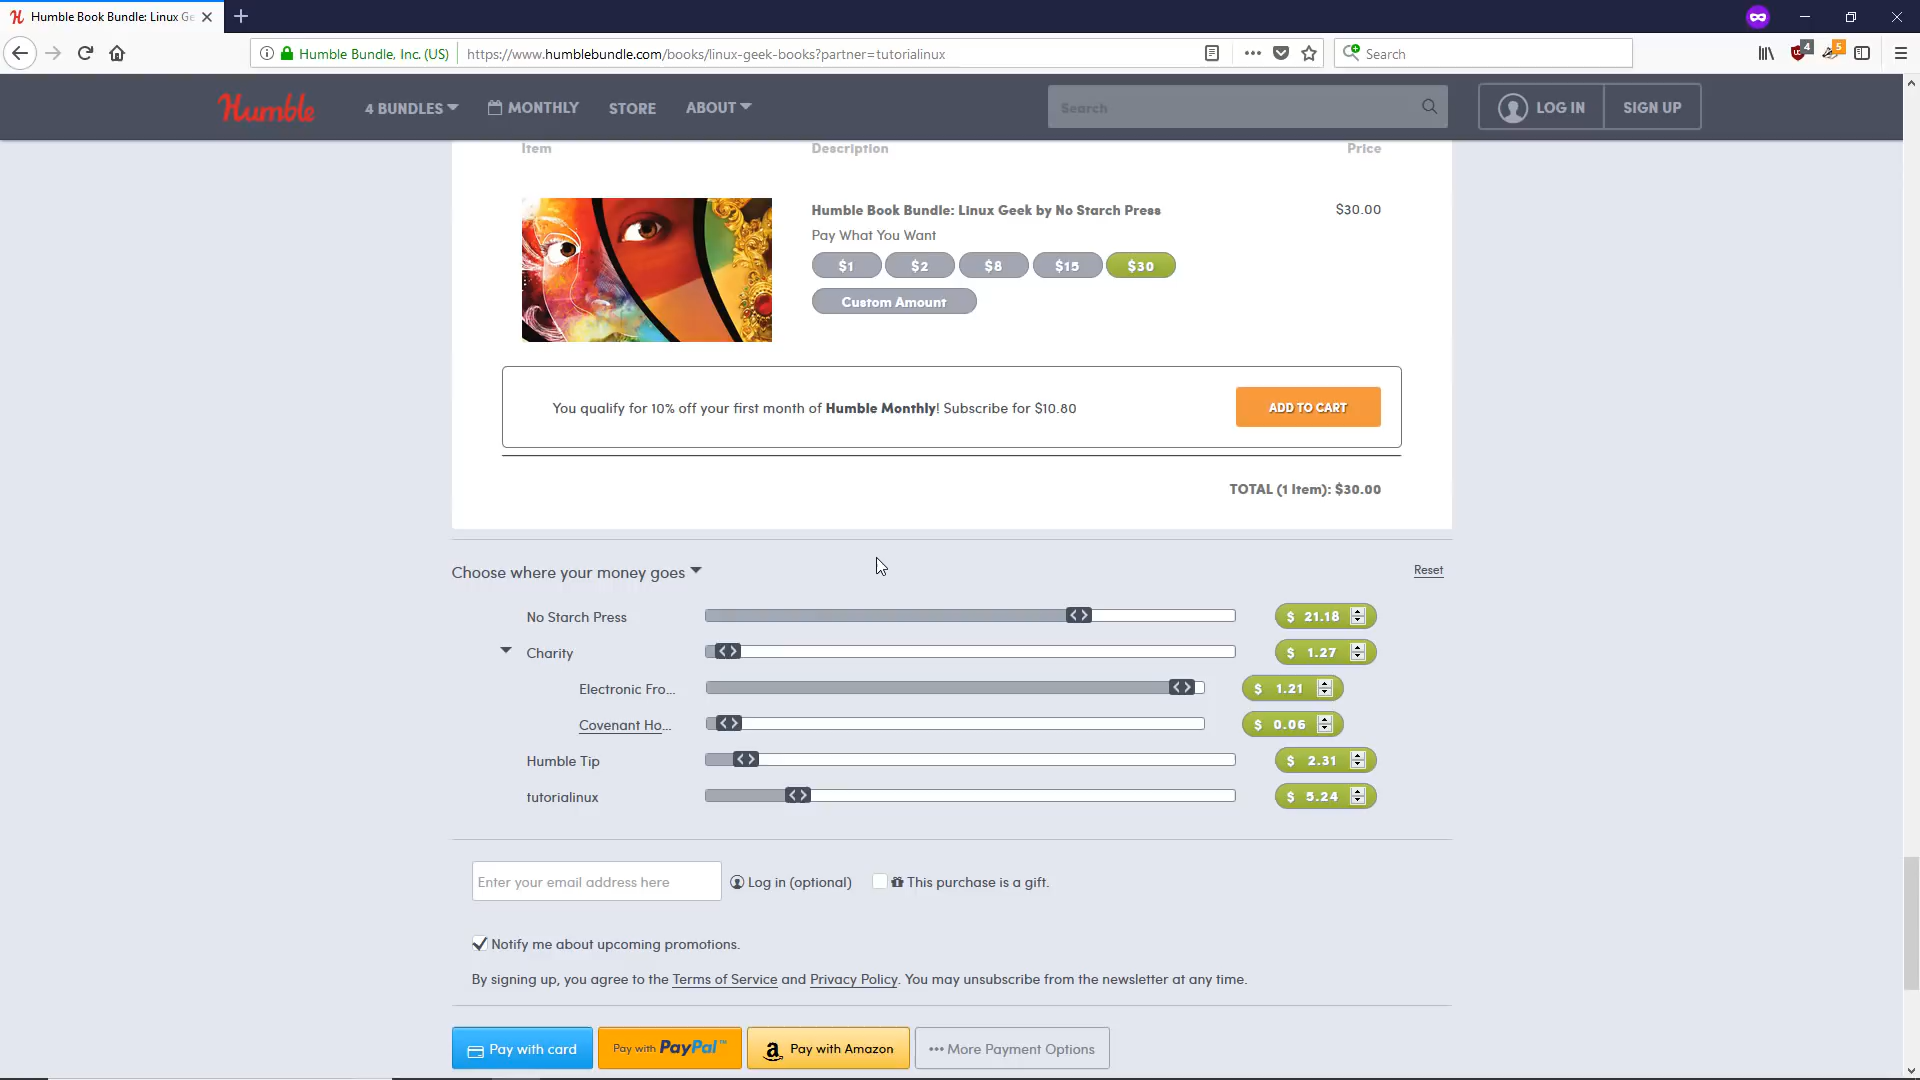 Humble Book Bundle: Linux Ge
Humble Bundle, Inc. (US)
https://www.humblebundle.com/books/linux-geek-books?partner=tutorialinux
Search
4
5
Humble
4 BUNDLES
MONTHLY
STORE
ABOUT
Search
LOG IN
SIGN UP
Item
Description
Price
Humble Book Bundle: Linux Geek by No Starch Press
$30.00
Pay What You Want
$1
$2
$8
$15
$30
Custom Amount
You qualify for 10% off your first month of Humble Monthly! Subscribe for $10.80
ADD TO CART
TOTAL (1 Item): $30.00
Choose where your money goes
Reset
No Starch Press
$ 21.18
Charity
$ 1.27
Electronic Fro...
$ 1.21
Covenant Ho...
$ 0.06
Humble Tip
$ 2.31
tutorialinux
$ 5.24
Enter your email address here
Log in (optional)
This purchase is a gift.
Notify me about upcoming promotions.
By signing up, you agree to the Terms of Service and Privacy Policy. You may unsubscribe from the newsletter at any time.
Pay with card
Pay with PayPal™
Pay with Amazon
••• More Payment Options